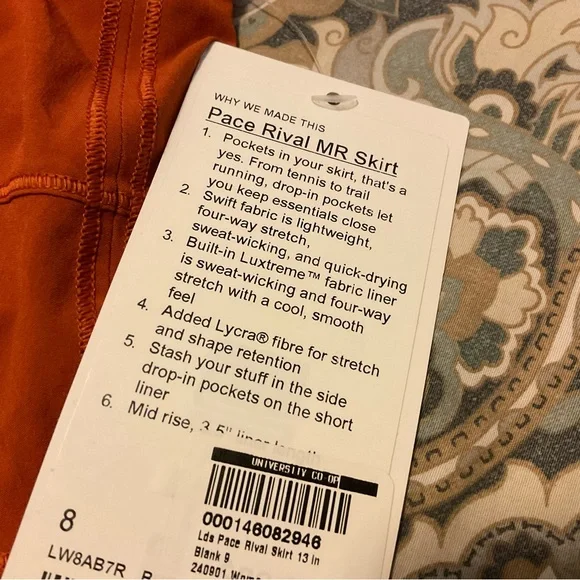 WHY WE MADE THIS
Pace Rival MR Skirt
1. Pockets in your skirt, that's a
yes. From tennis to trail
running, drop-in pockets let
you keep essentials close
2. Swift fabric is lightweight,
four-way stretch,
sweat-wicking, and quick-drying
3. Built-in Luxtreme™ fabric liner
is sweat-wicking and four-way
stretch with a cool, smooth
feel
4. Added Lycra® fibre for stretch
and shape retention
5. Stash your stuff in the side
drop-in pockets on the short
liner
6. Mid rise, 3.5" liner length
UNIVERSITY CO OP
000146082946
Lds Pace Rival Skirt 13 in
Blank 9
240901
8
LW8AB7R